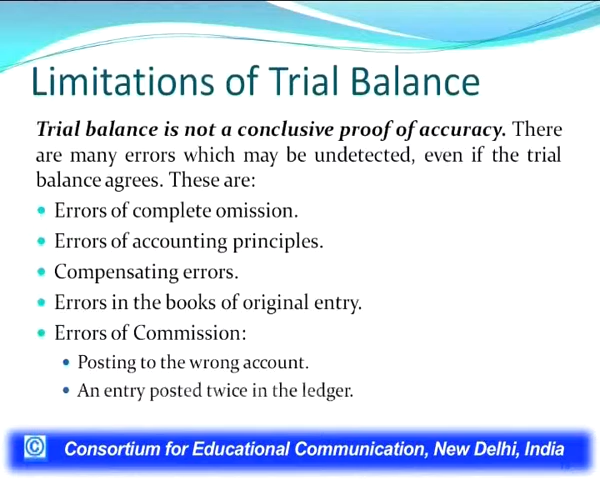 Limitations of Trial Balance
Trial balance is not a conclusive proof of accuracy. There
are many errors which may be undetected, even if the trial
balance agrees. These are:
• Errors of complete omission.
• Errors of accounting principles.
• Compensating errors.
• Errors in the books of original entry.
• Errors of Commission:
• Posting to the wrong account.
• An entry posted twice in the ledger.
© Consortium for Educational Communication, New Delhi, India